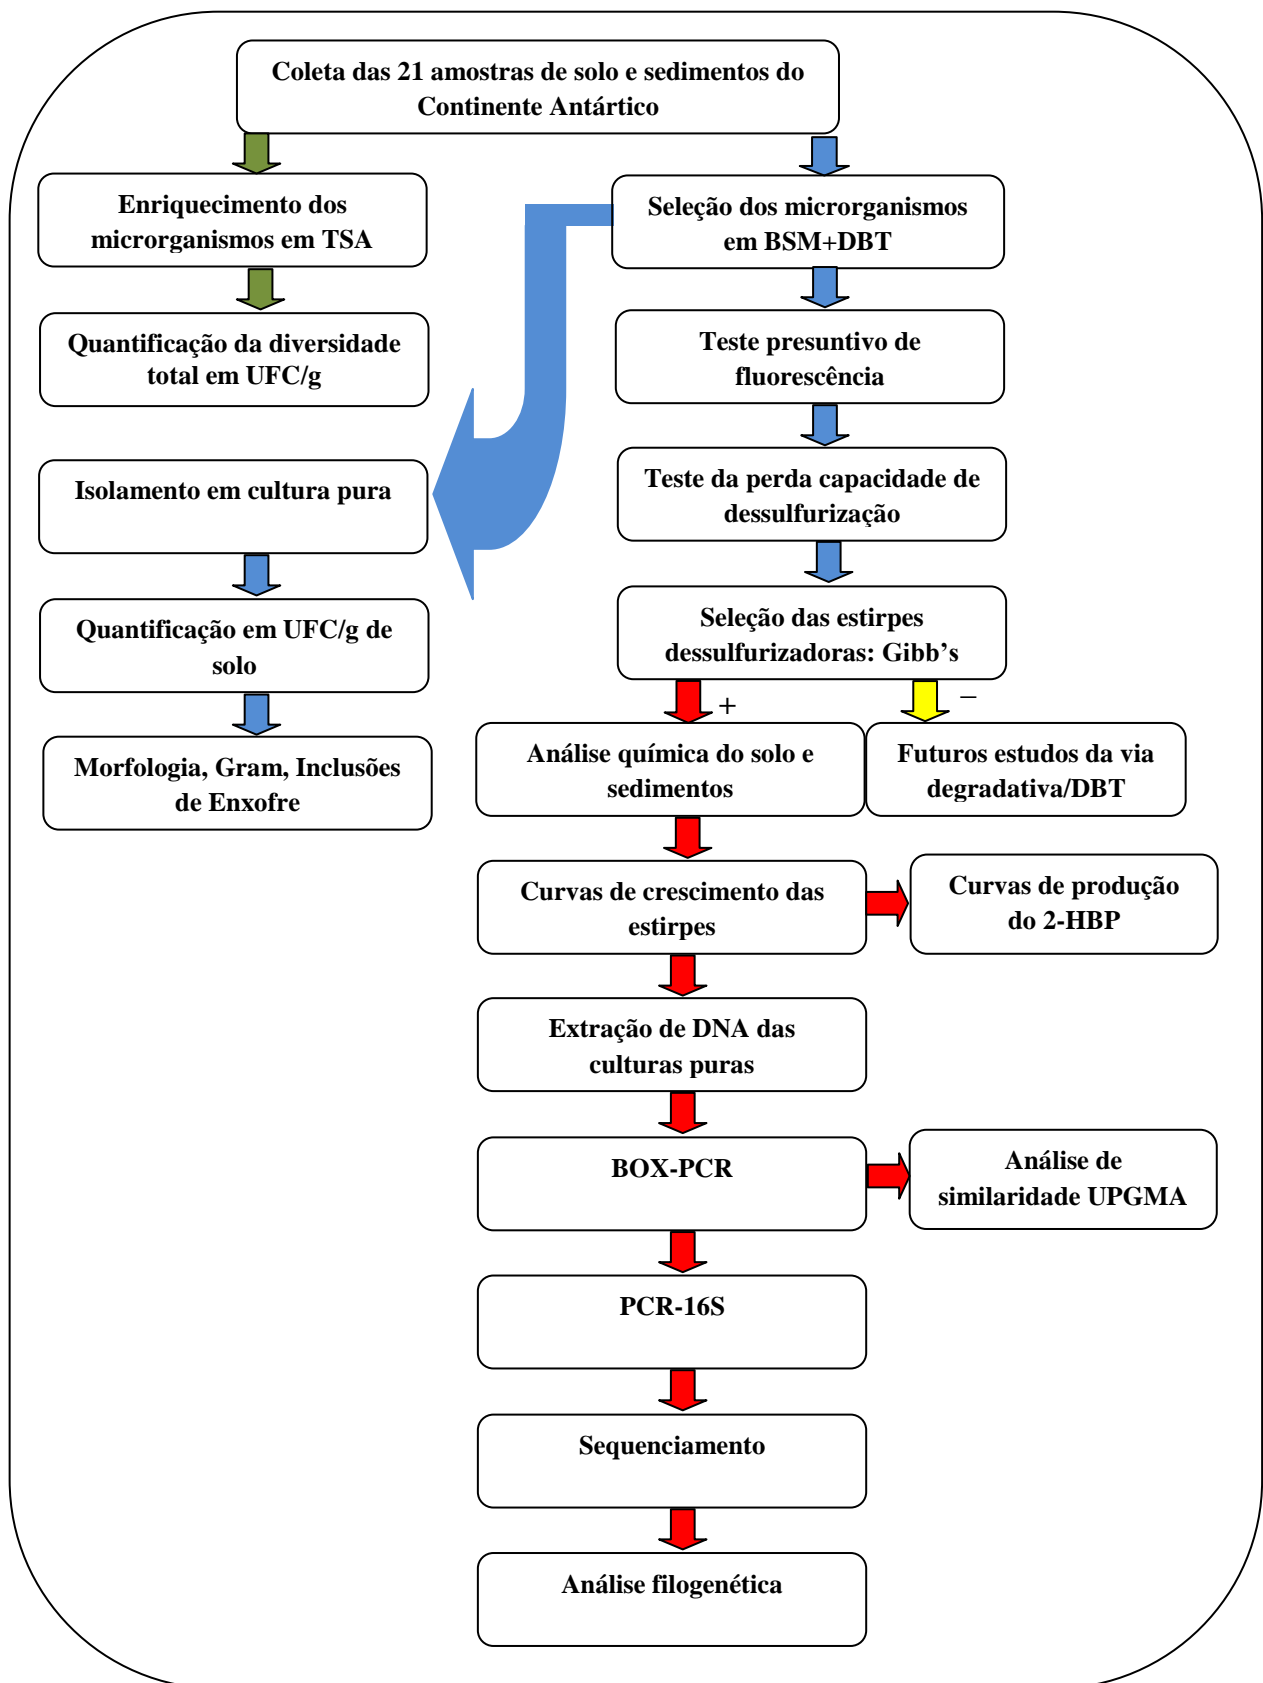 Coleta das 21 amostras de solo e sedimentos do
Continente Antártico
Enriquecimento dos
microrganismos em TSA
Seleção dos microrganismos
em BSM+DBT
Quantificação da diversidade
total em UFC/g
Teste presuntivo de
fluorescência
Isolamento em cultura pura
Teste da perda capacidade de
dessulfurização
Quantificação em UFC/g de
solo
Seleção das estirpes
dessulfurizadoras: Gibb’s
+
–
Morfologia, Gram, Inclusões
de Enxofre
Análise química do solo e
sedimentos
Futuros estudos da via
degradativa/DBT
Curvas de crescimento das
estirpes
Curvas de produção
do 2-HBP
Extração de DNA das
culturas puras
BOX-PCR
Análise de
similaridade UPGMA
PCR-16S
Sequenciamento
Análise filogenética